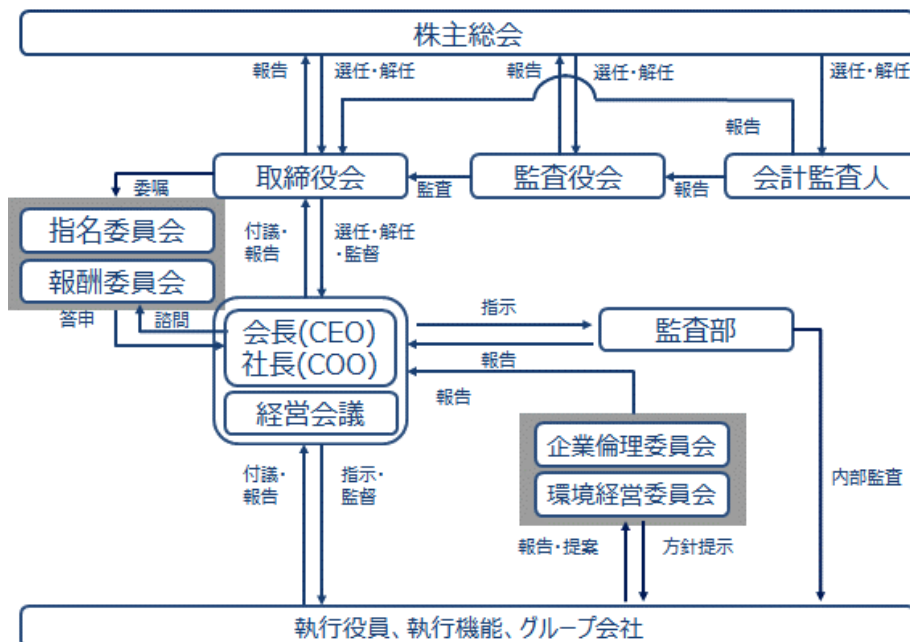 株主総会
報告
選任・解任
報告
選任・解任
選任・解任
報告
取締役会
監査
監査役会
報告
会計監査人
委嘱
指名委員会
報酬委員会
付議・
報告
選任・解任
・監督
答申
諮問
会長(CEO)
社長(COO)
経営会議
指示
監査部
報告
報告
企業倫理委員会
環境経営委員会
内部監査
付議・
報告
指示・
監督
報告・提案
方針提示
執行役員、執行機能、グループ会社